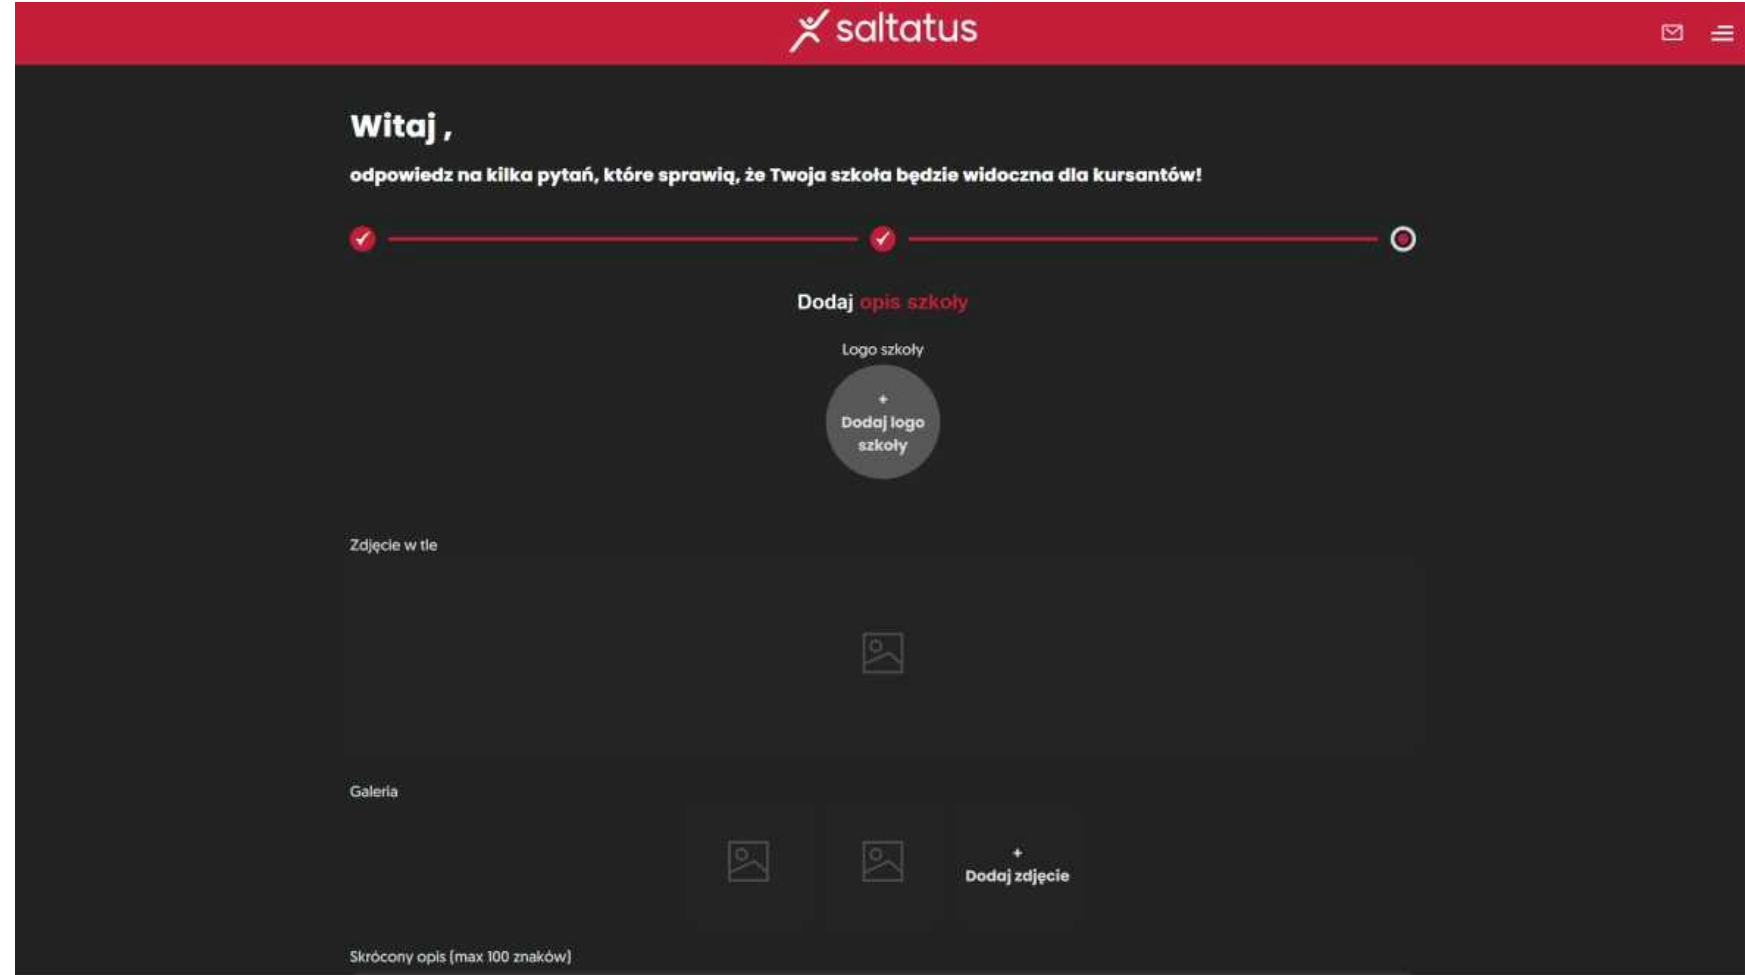 saltatus
Witaj ,
odpowiedz na kilka pytań, które sprawią, że Twoja szkoła będzie widoczna dla kursantów!
Dodaj opis szkoły
Logo szkoły
+
Dodaj logo
szkoły
Zdjęcie w tle
Galeria
+
Dodaj zdjęcie
Skrócony opis (max 100 znaków)